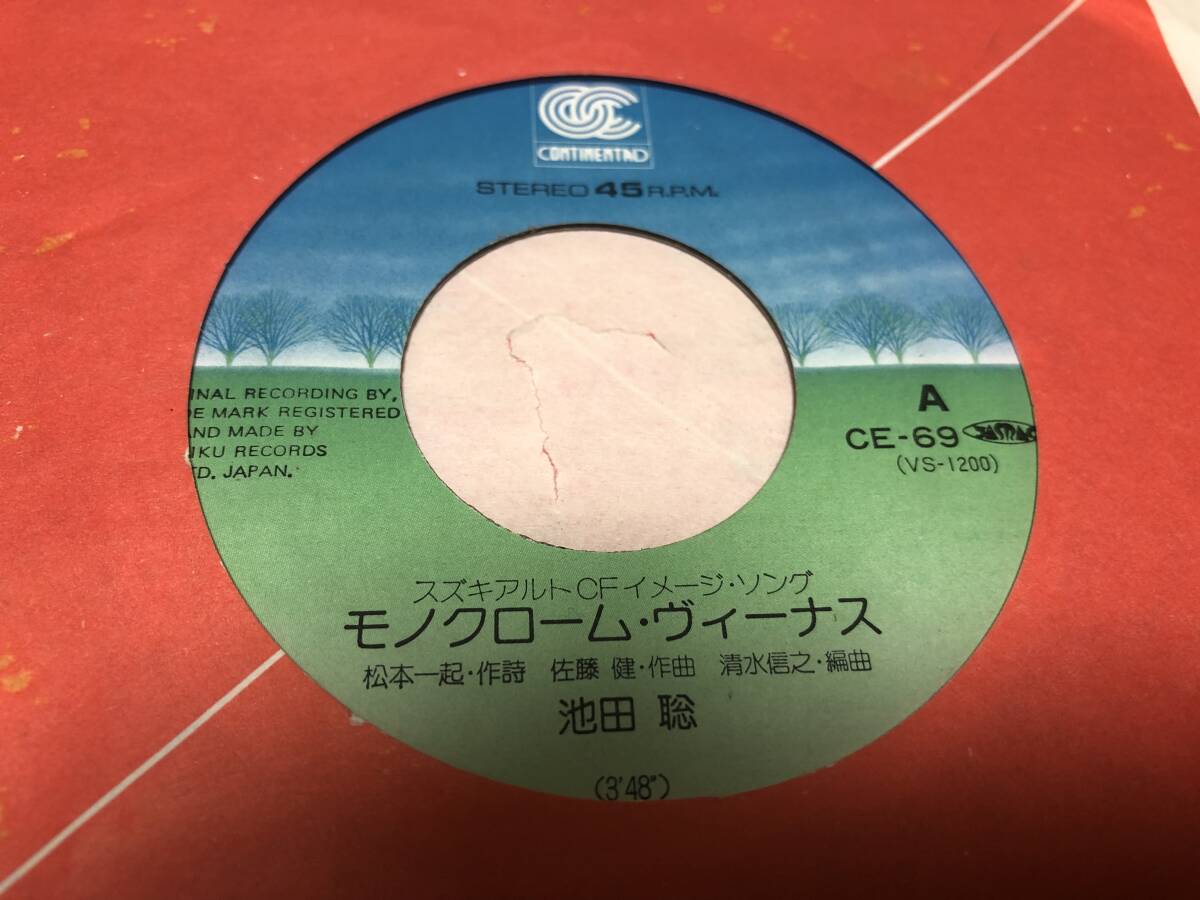 CONTINENTAL
STEREO 45 R.P.M.
INAL RECORDING BY,
DE MARK REGISTERED
AND MADE BY
IKU RECORDS
TD. JAPAN.
A
CE-69
(VS-1200)
スズキアルトCFイメージ・ソング
モノクローム・ヴィーナス
松本一起・作詩 佐藤 健・作曲 清水信之・編曲
池田 聡
(3'48")